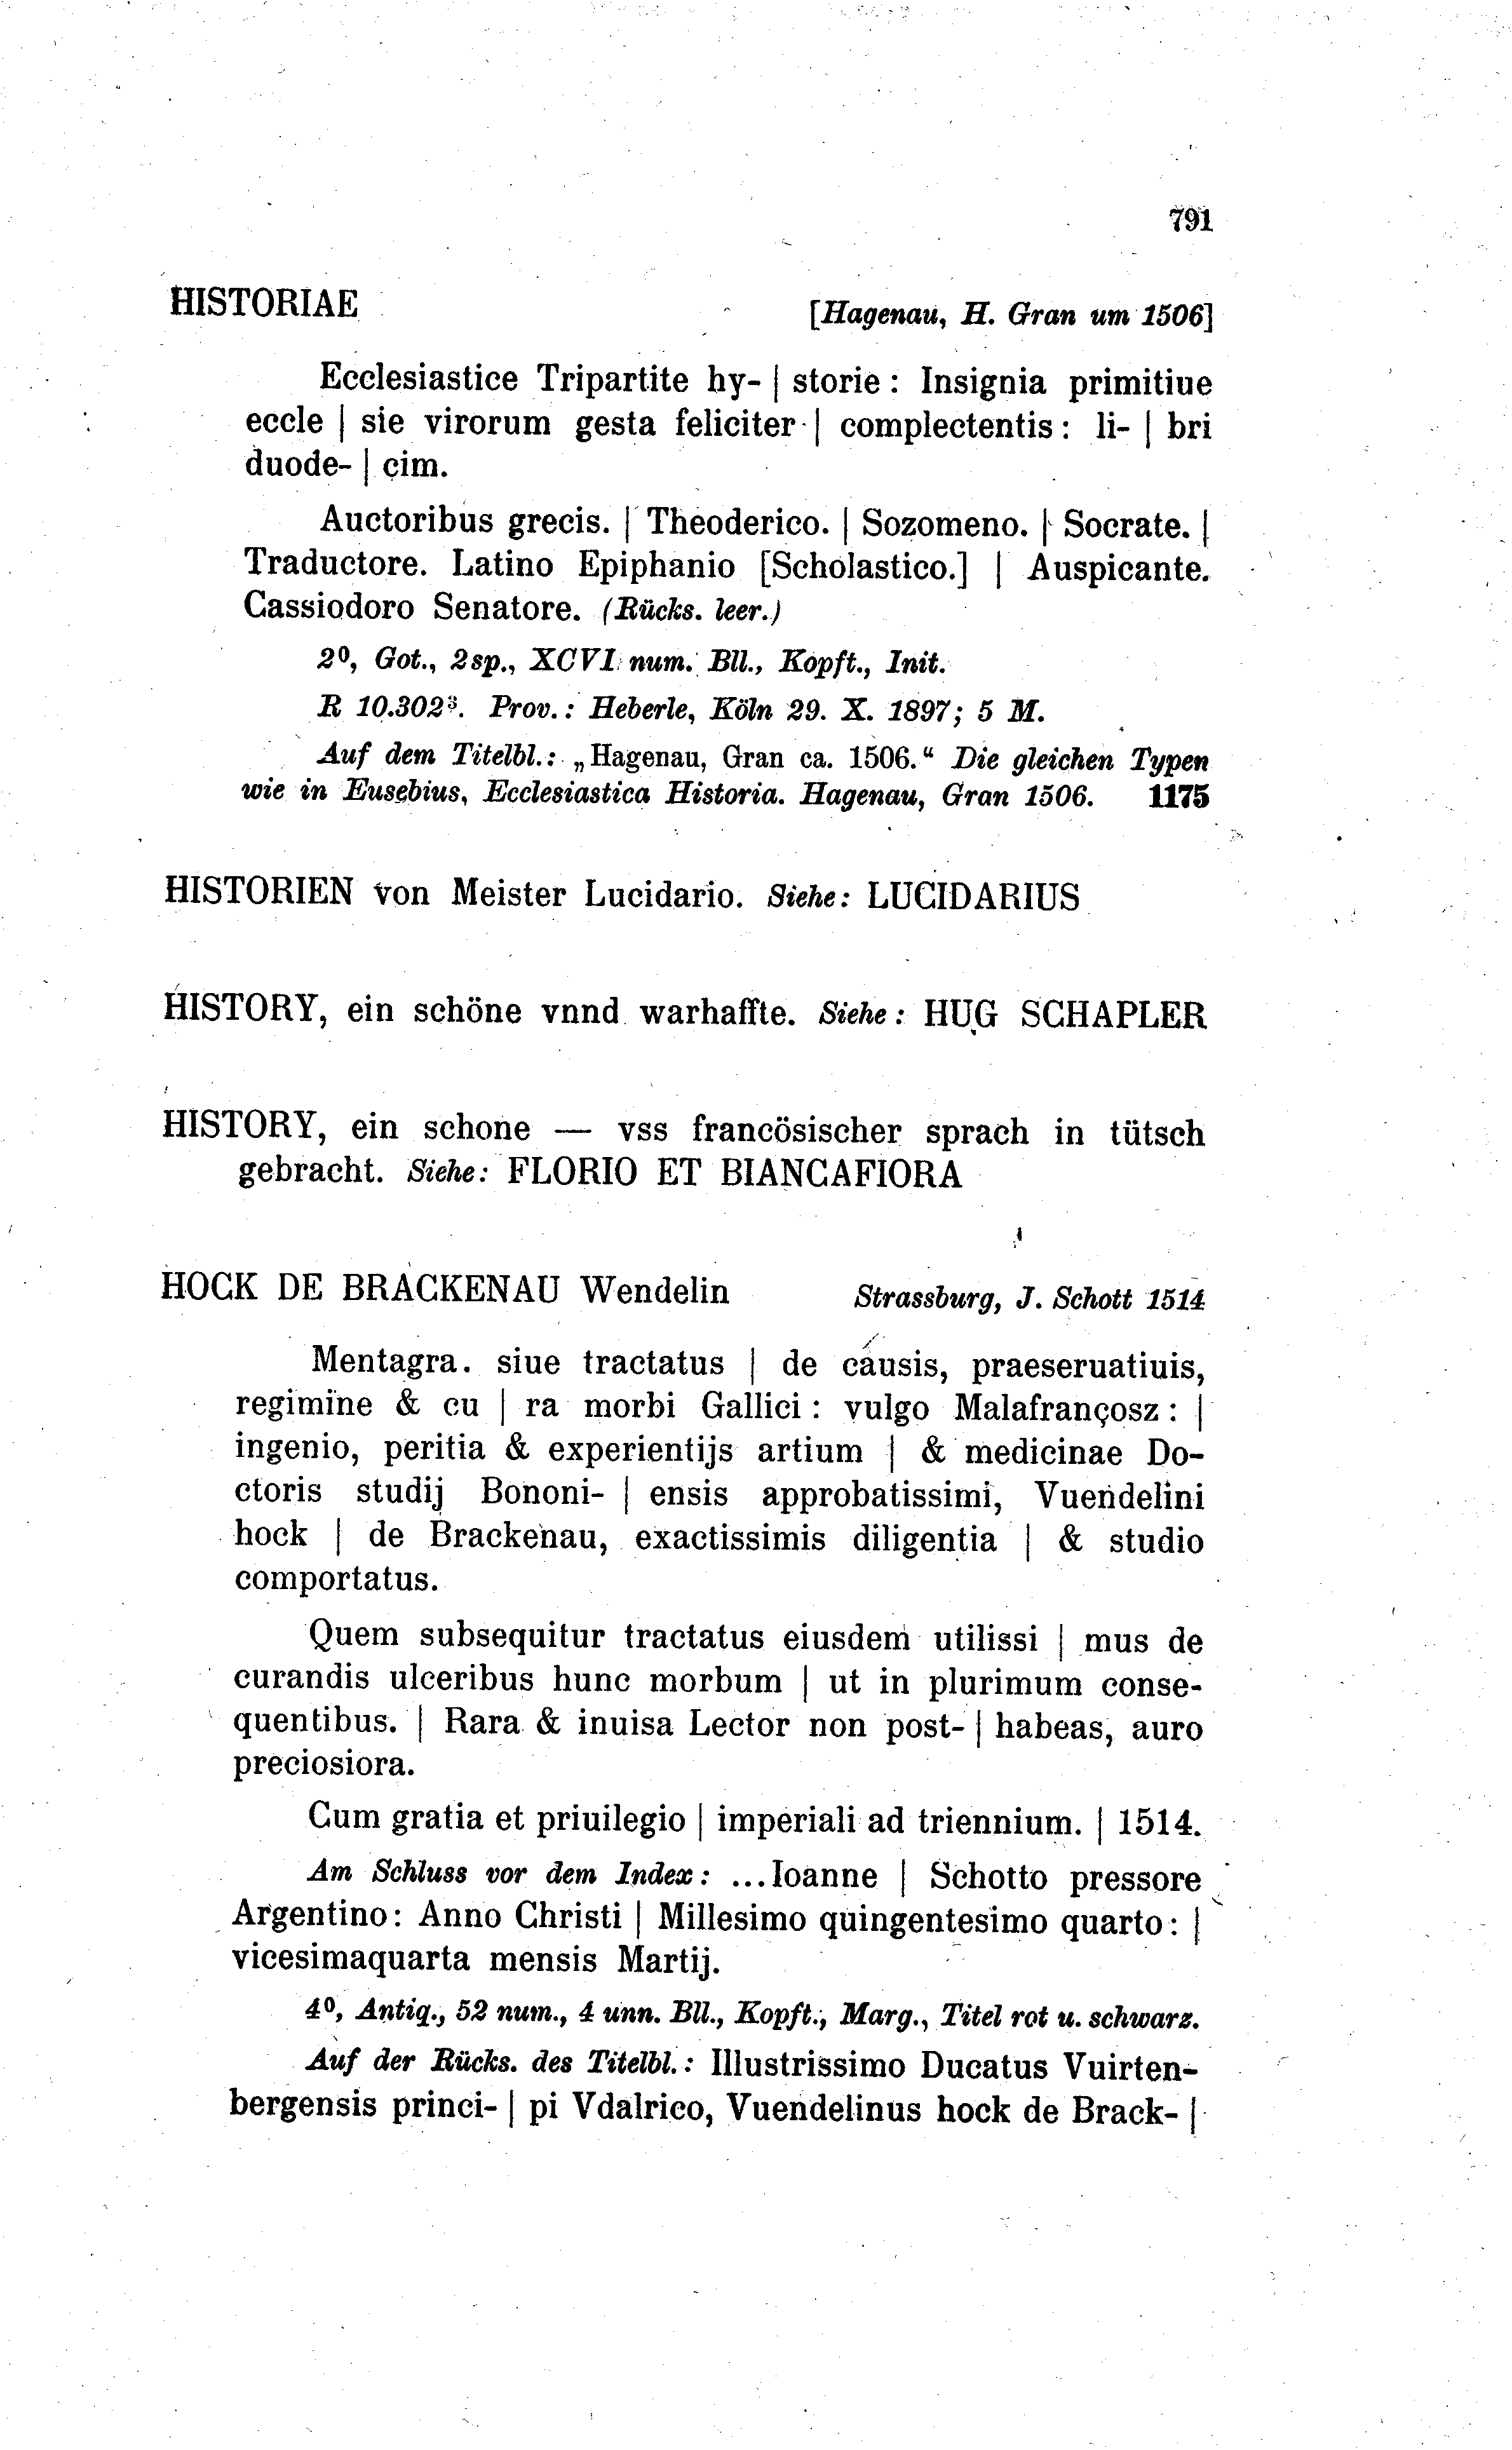 791
HISTORIAE [Hagenau, H. Gran um 1506]
Ecclesiastice Tripartite hy- | storie : Insignia primitiue
eccle | sie virorum gesta feliciter | complectentis : li- | bri
duode- | cim.
Auctoribus grecis. | Theoderico. | Sozomeno. | Socrate. |
Traductore. Latino Epiphanio [Scholastico.] | Auspicante.
Cassiodoro Senatore. (Rücks. leer.)
2⁰, Got., 2sp., XCVI num. Bll., Kopft., Init.
R 10.302³. Prov.: Heberle, Köln 29. X. 1897; 5 M.
Auf dem Titelbl.: „Hagenau, Gran ca. 1506.“ Die gleichen Typen
wie in Eusebius, Ecclesiastica Historia. Hagenau, Gran 1506. 1175
HISTORIEN von Meister Lucidario. Siehe: LUCIDARIUS
HISTORY, ein schöne vnnd warhaffte. Siehe: HUG SCHAPLER
HISTORY, ein schone — vss francösischer sprach in tütsch
gebracht. Siehe: FLORIO ET BIANCAFIORA
HOCK DE BRACKENAU Wendelin Strassburg, J. Schott 1514
Mentagra. siue tractatus | de causis, praeseruatiuis,
regimine & cu | ra morbi Gallici : vulgo Malafrançosz : |
ingenio, peritia & experientijs artium | & medicinae Do-
ctoris studij Bononi- | ensis approbatissimi, Vuendelini
hock | de Brackenau, exactissimis diligentia | & studio
comportatus.
Quem subsequitur tractatus eiusdem utilissi | mus de
curandis ulceribus hunc morbum | ut in plurimum conse-
quentibus. | Rara & inuisa Lector non post- | habeas, auro
preciosiora.
Cum gratia et priuilegio | imperiali ad triennium. | 1514.
Am Schluss vor dem Index: ...Ioanne | Schotto pressore
Argentino: Anno Christi | Millesimo quingentesimo quarto: |
vicesimaquarta mensis Martij.
4⁰, Antiq., 52 num., 4 unn. Bll., Kopft., Marg., Titel rot u. schwarz.
Auf der Rücks. des Titelbl.: Illustrissimo Ducatus Vuirten-
bergensis princi- | pi Vdalrico, Vuendelinus hock de Brack- |